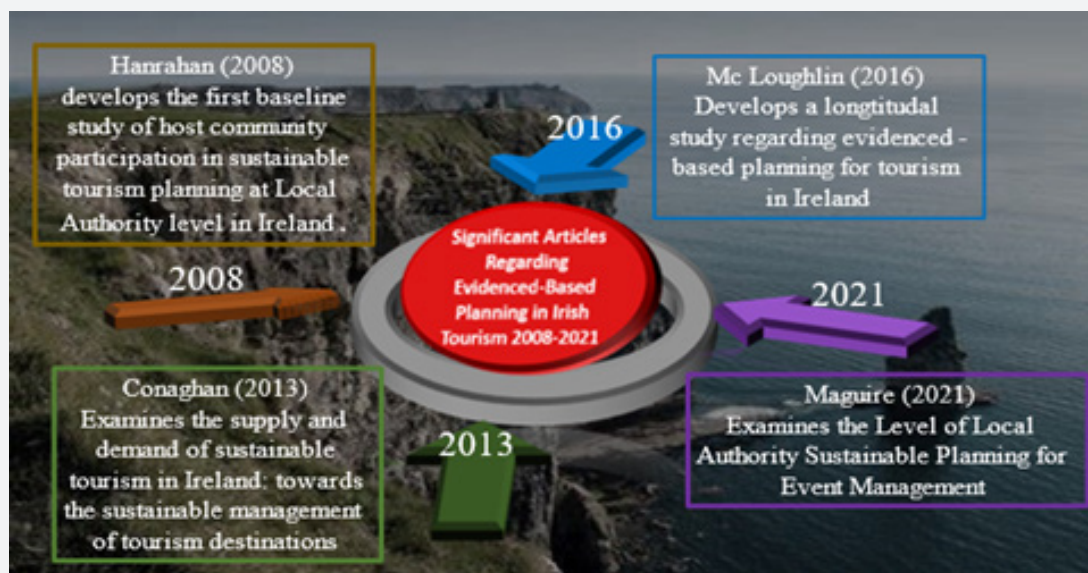 Hanrahan (2008)
develops the first baseline
study of host community
participation in sustainable
tourism planning at Local
Authority level in Ireland .
2008
Mc Loughlin (2016)
Develops a longtitudal
study regarding evidenced -
based planning for tourism
in Ireland
2016
Significant Articles
Regarding
Evidenced-Based
Planning in Irish
Tourism 2008-2021
2021
Conaghan (2013)
Examines the supply and
demand of sustainable
tourism in Ireland: towards
the sustainable management
of tourism destinations
2013
Maguire (2021)
Examines the Level of Local
Authority Sustainable Planning for
Event Management